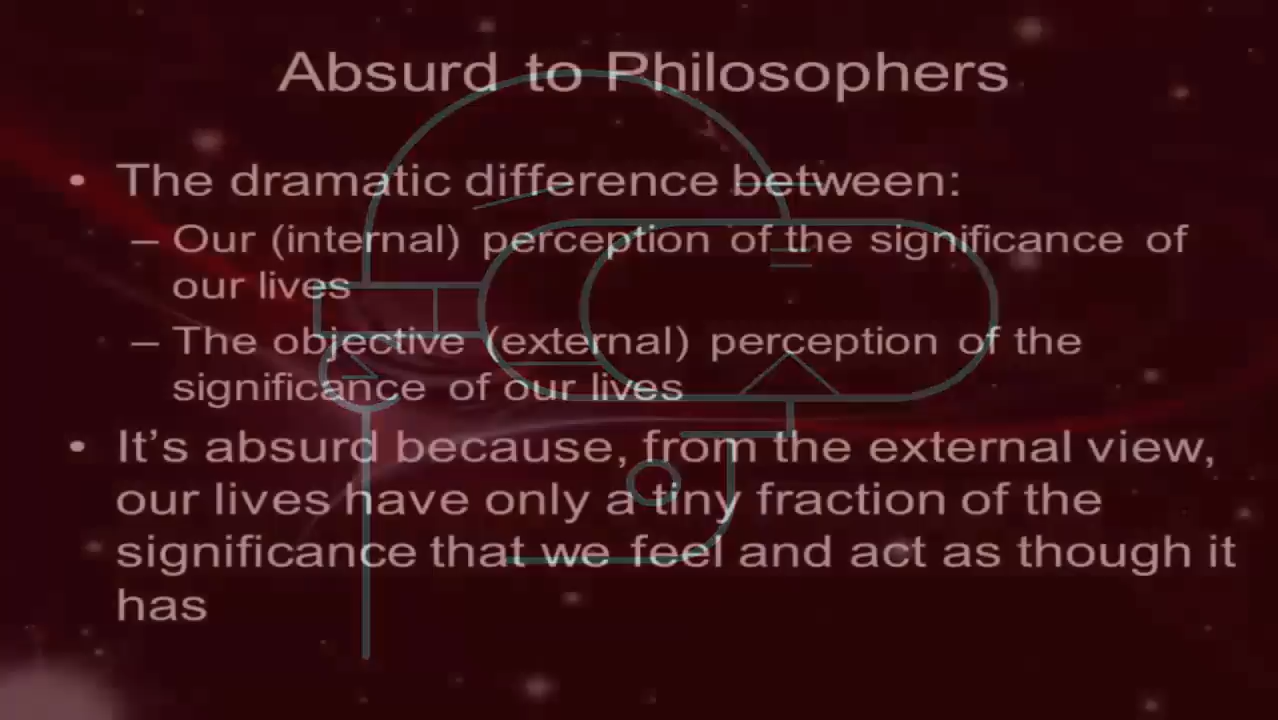 Absurd to Philosophers
• The dramatic difference between:
– Our (internal) perception of the significance of
our lives
– The objective (external) perception of the
significance of our lives
• It’s absurd because, from the external view,
our lives have only a tiny fraction of the
significance that we feel and act as though it
has